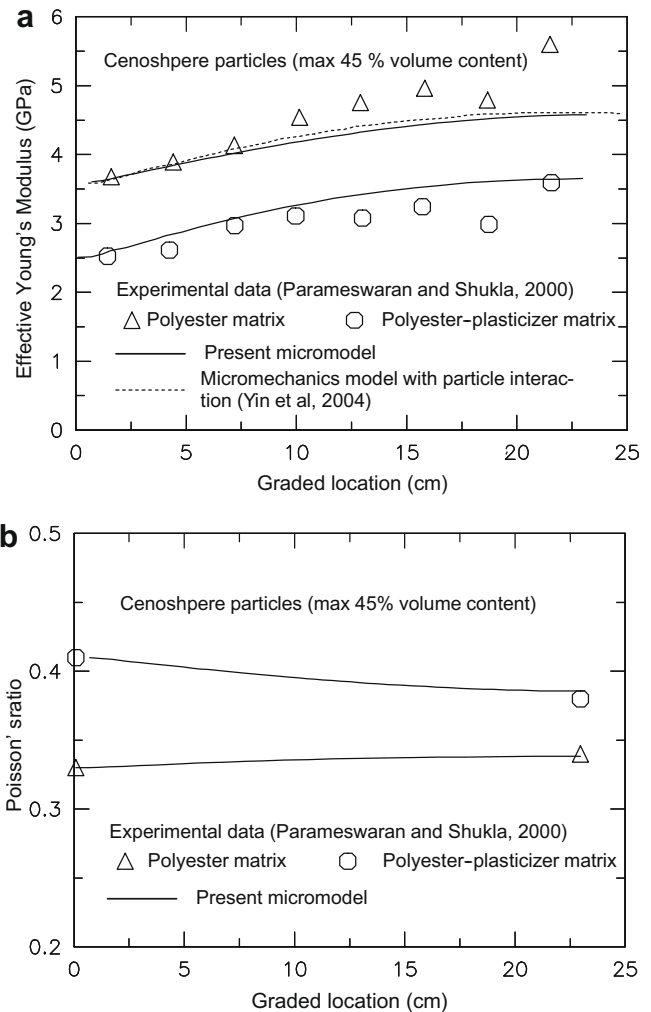 a
6
5
4
3
2
1
0
Effective Young's Modulus (GPa)
Cenoshpere particles (max 45 % volume content)
Experimental data (Parameswaran and Shukla, 2000)
Polyester matrix Polyester-plasticizer matrix
Present micromodel
Micromechanics model with particle interac-
tion (Yin et al, 2004)
0 5 10 15 20 25
Graded location (cm)
b
0.5
0.4
0.3
0.2
Poisson' sratio
Cenoshpere particles (max 45% volume content)
Experimental data (Parameswaran and Shukla, 2000)
Polyester matrix Polyester-plasticizer matrix
Present micromodel
0 5 10 15 20 25
Graded location (cm)